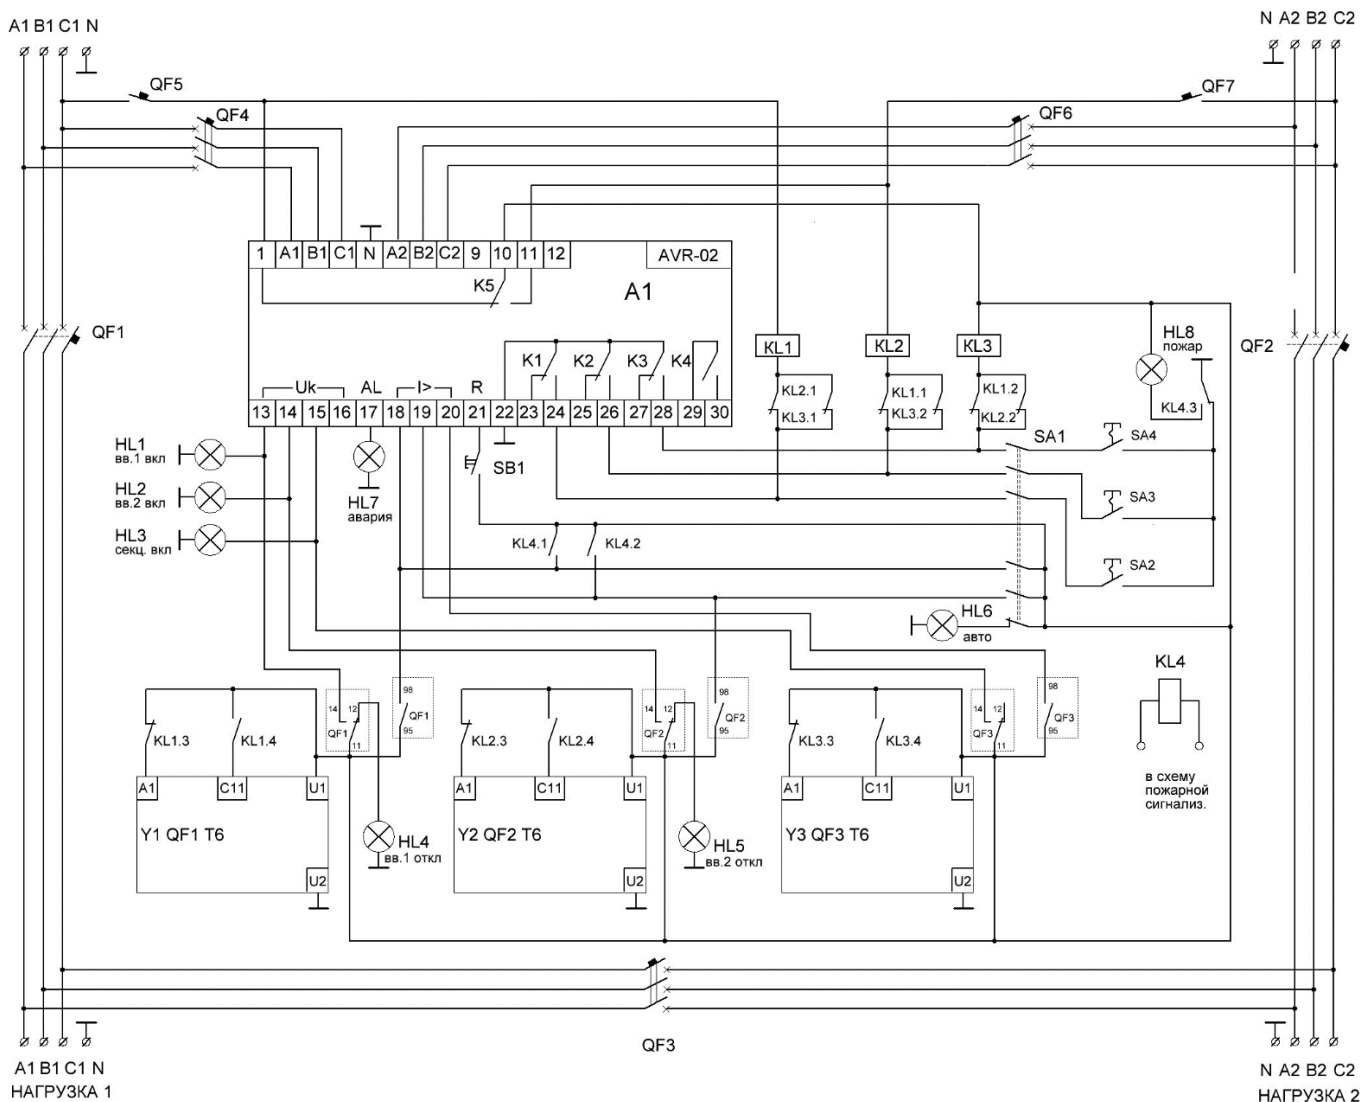 A1 B1 C1 N
N A2 B2 C2
QF5
QF7
QF4
QF6
1 A1 B1 C1 N A2 B2 C2 9 10 11 12
AVR-02
K5
A1
QF1
QF2
KL1
KL2
KL3
HL8
пожар
K1 K2 K3 K4
Uk AL I> R
KL2.1
KL3.1
KL1.1
KL3.2
KL1.2
KL2.2
KL4.3
13 14 15 16 17 18 19 20 21 22 23 24 25 26 27 28 29 30
SA1
SA4
HL1
вв.1 вкл
SB1
HL2
вв.2 вкл
HL7
авария
SA3
HL3
секц. вкл
KL4.1
KL4.2
SA2
HL6
авто
KL4
98
QF1
95
98
QF2
95
98
QF3
95
14 12
QF1
11
14 12
QF2
11
14 12
QF3
11
KL1.3
KL1.4
KL2.3
KL2.4
KL3.3
KL3.4
в схему
пожарной
сигнализ.
A1 C11 U1
A1 C11 U1
A1 C11 U1
Y1 QF1 T6
Y2 QF2 T6
Y3 QF3 T6
HL4
вв.1 откл
HL5
вв.2 откл
U2
U2
U2
QF3
A1 B1 C1 N
НАГРУЗКА 1
N A2 B2 C2
НАГРУЗКА 2